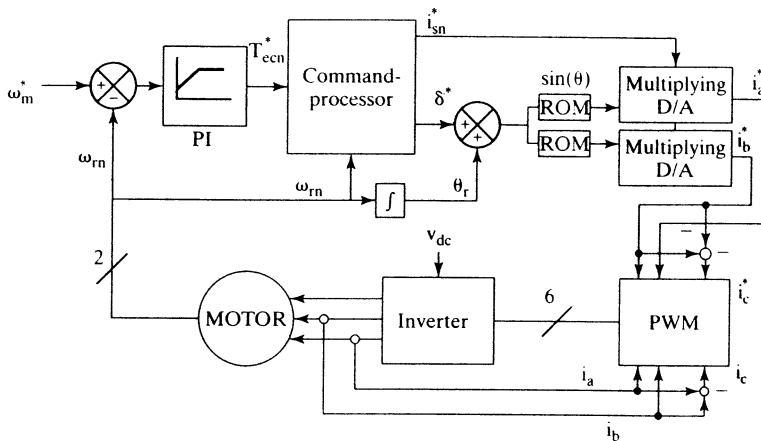 i*sn
T*ecn
ω*m
+
−
PI
Command-
processor
δ*
+
+
sin(θ)
ROM
ROM
Multiplying
D/A
i*a
Multiplying
D/A
i*b
ωrn
ωrn
∫
θr
−
−
2
vdc
MOTOR
Inverter
6
PWM
i*c
ia
ib
ic
−